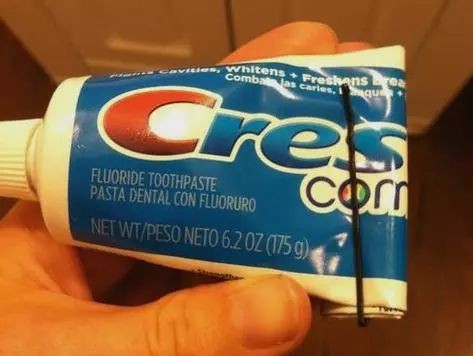 Cavities, Whitens + Freshens
Combate las caries,
Cres
com
FLUORIDE TOOTHPASTE
PASTA DENTAL CON FLUORURO
NET WT/PESO NETO 6.2 OZ (175 g)